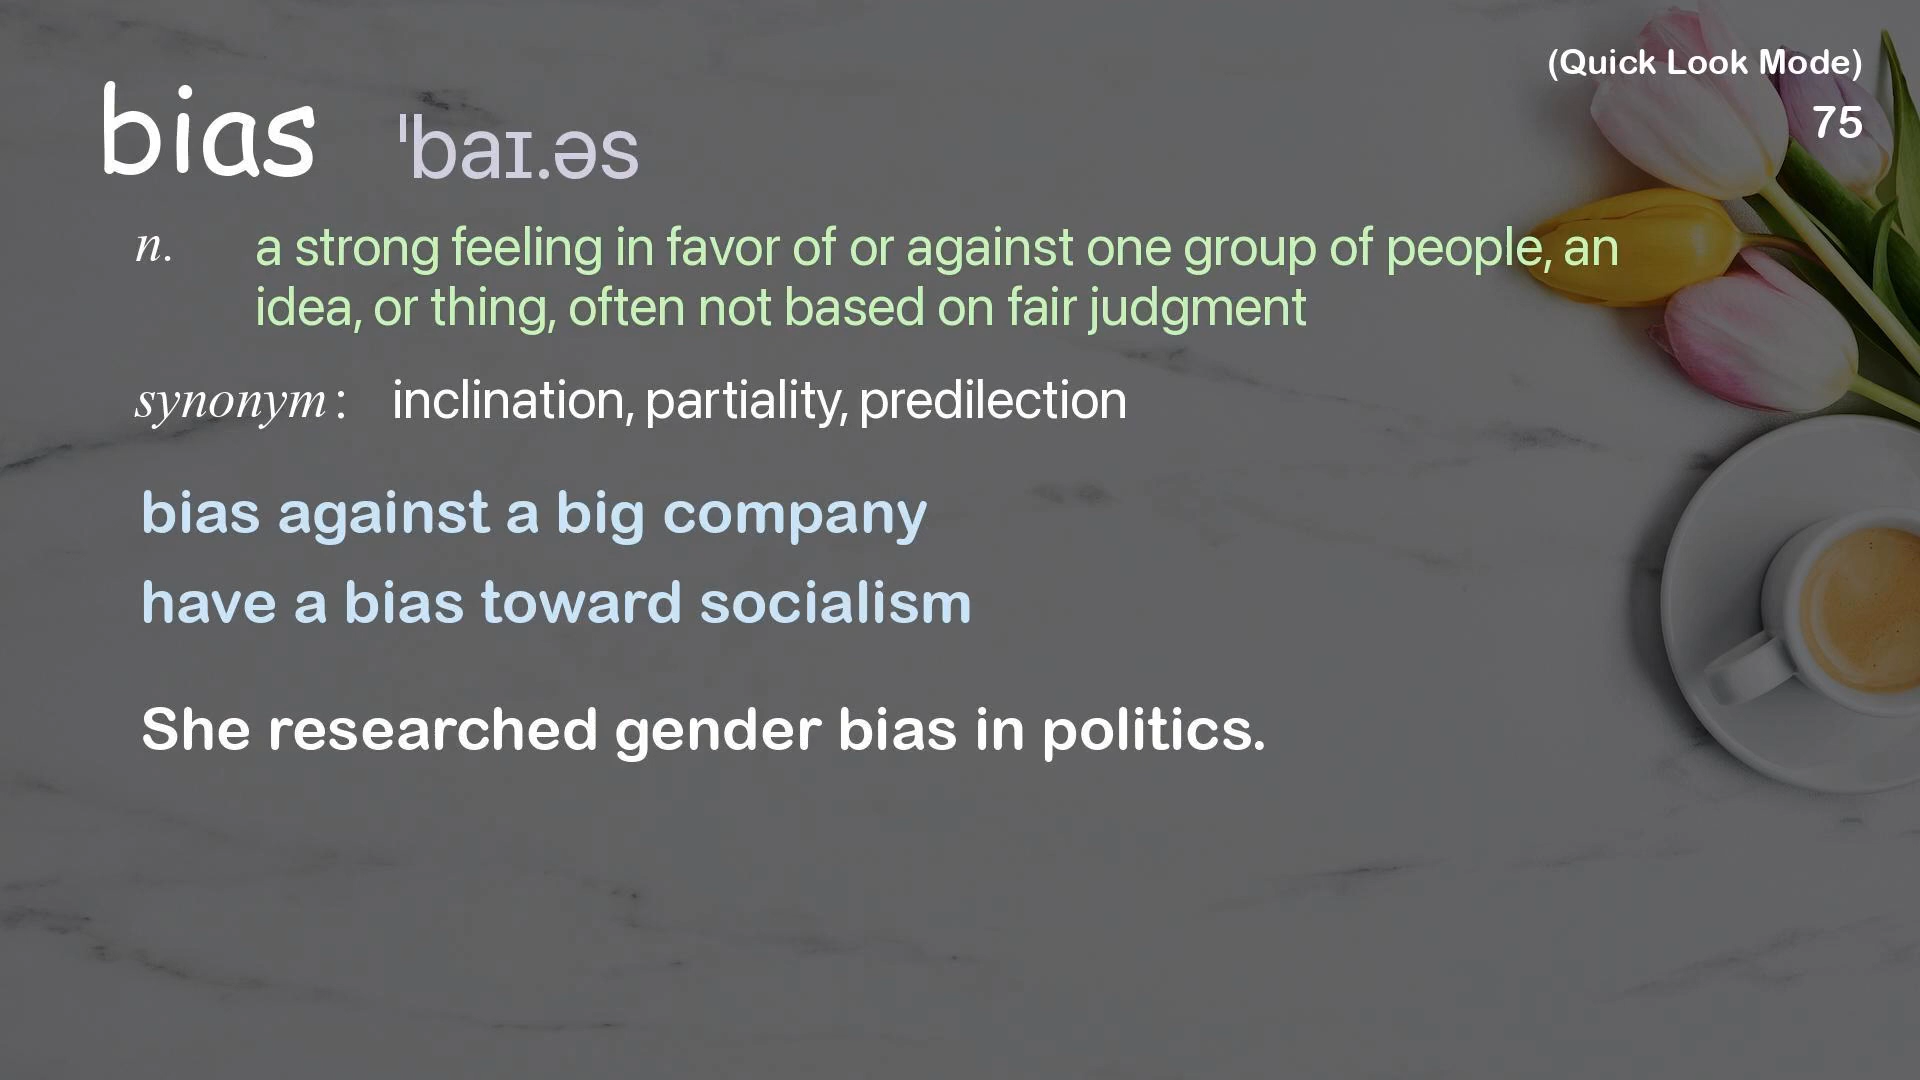 (Quick Look Mode)
75
bias ˈbaɪ.əs
n. a strong feeling in favor of or against one group of people, an
idea, or thing, often not based on fair judgment
synonym : inclination, partiality, predilection
bias against a big company
have a bias toward socialism
She researched gender bias in politics.